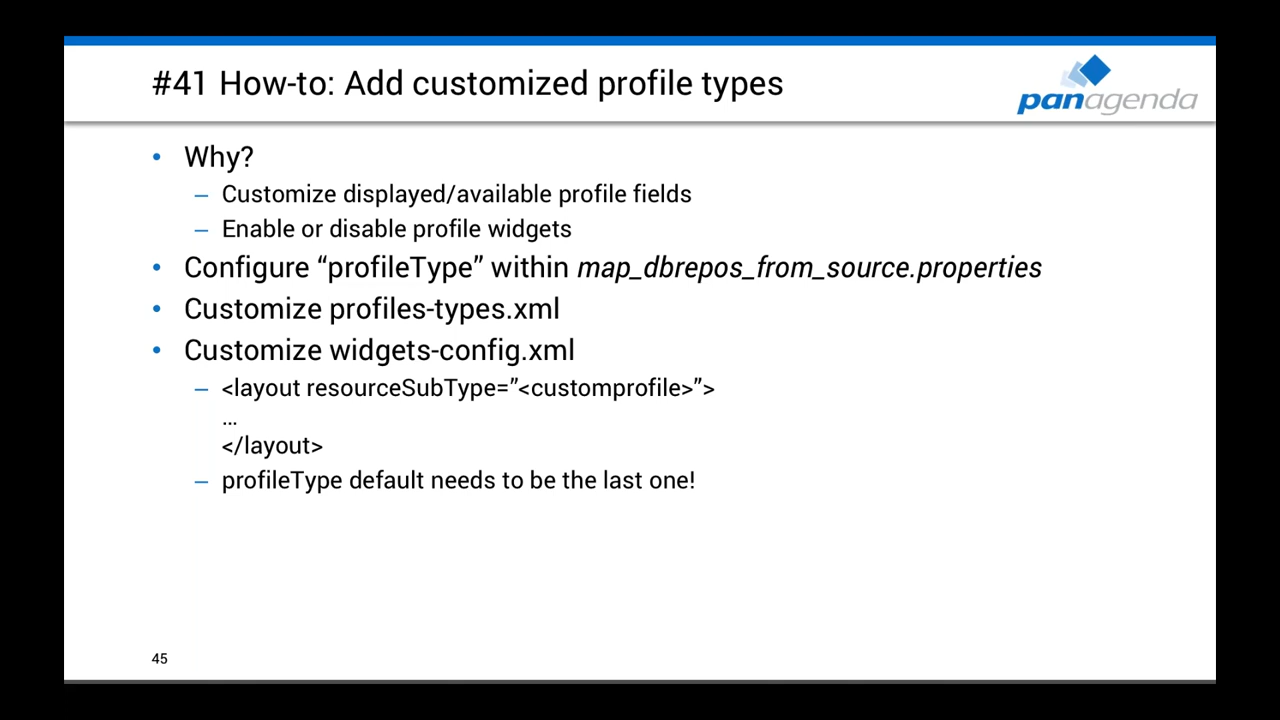 #41 How-to: Add customized profile types
panagenda
• Why?
– Customize displayed/available profile fields
– Enable or disable profile widgets
• Configure “profileType” within map_dbrepos_from_source.properties
• Customize profiles-types.xml
• Customize widgets-config.xml
– <layout resourceSubType=”<customprofile>”>
...
</layout>
– profileType default needs to be the last one!
45